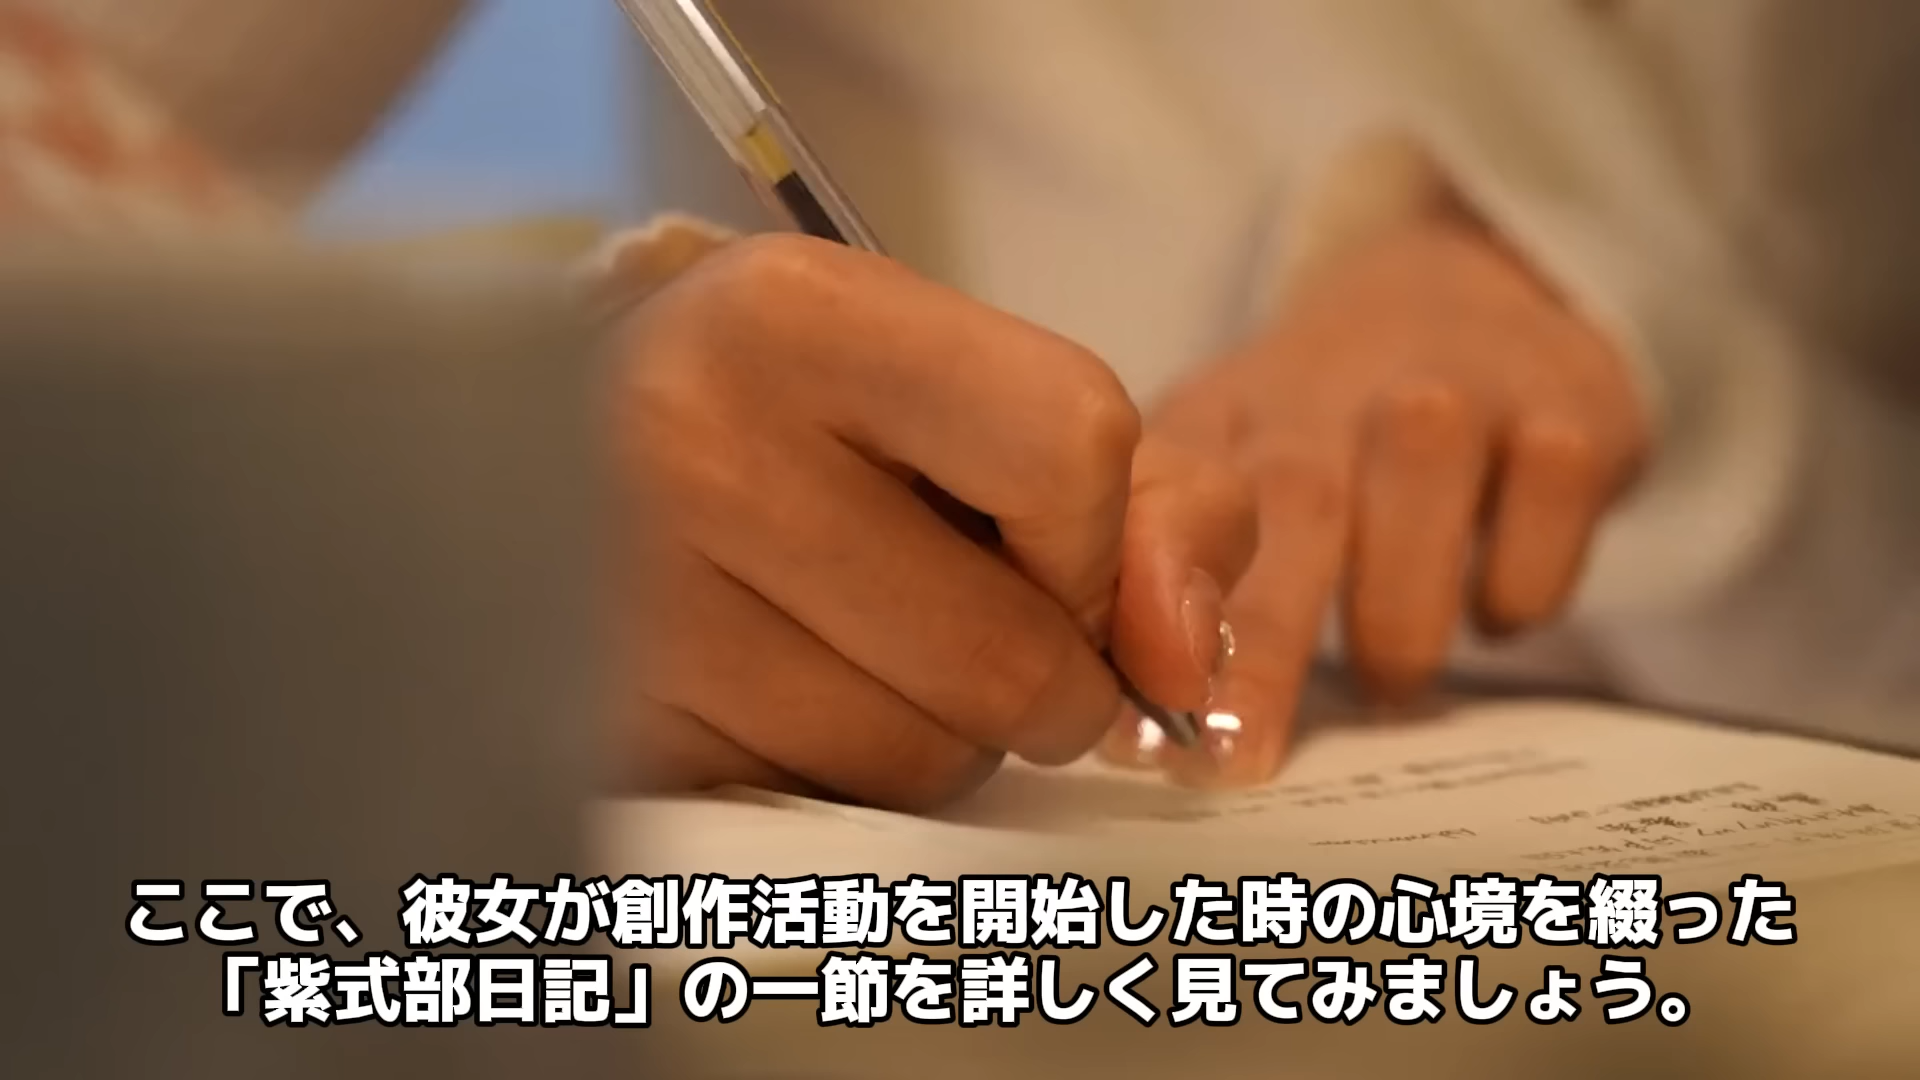 ここで、彼女が創作活動を開始した時の心境を綴った
「紫式部日記」の一節を詳しく見てみましょう。